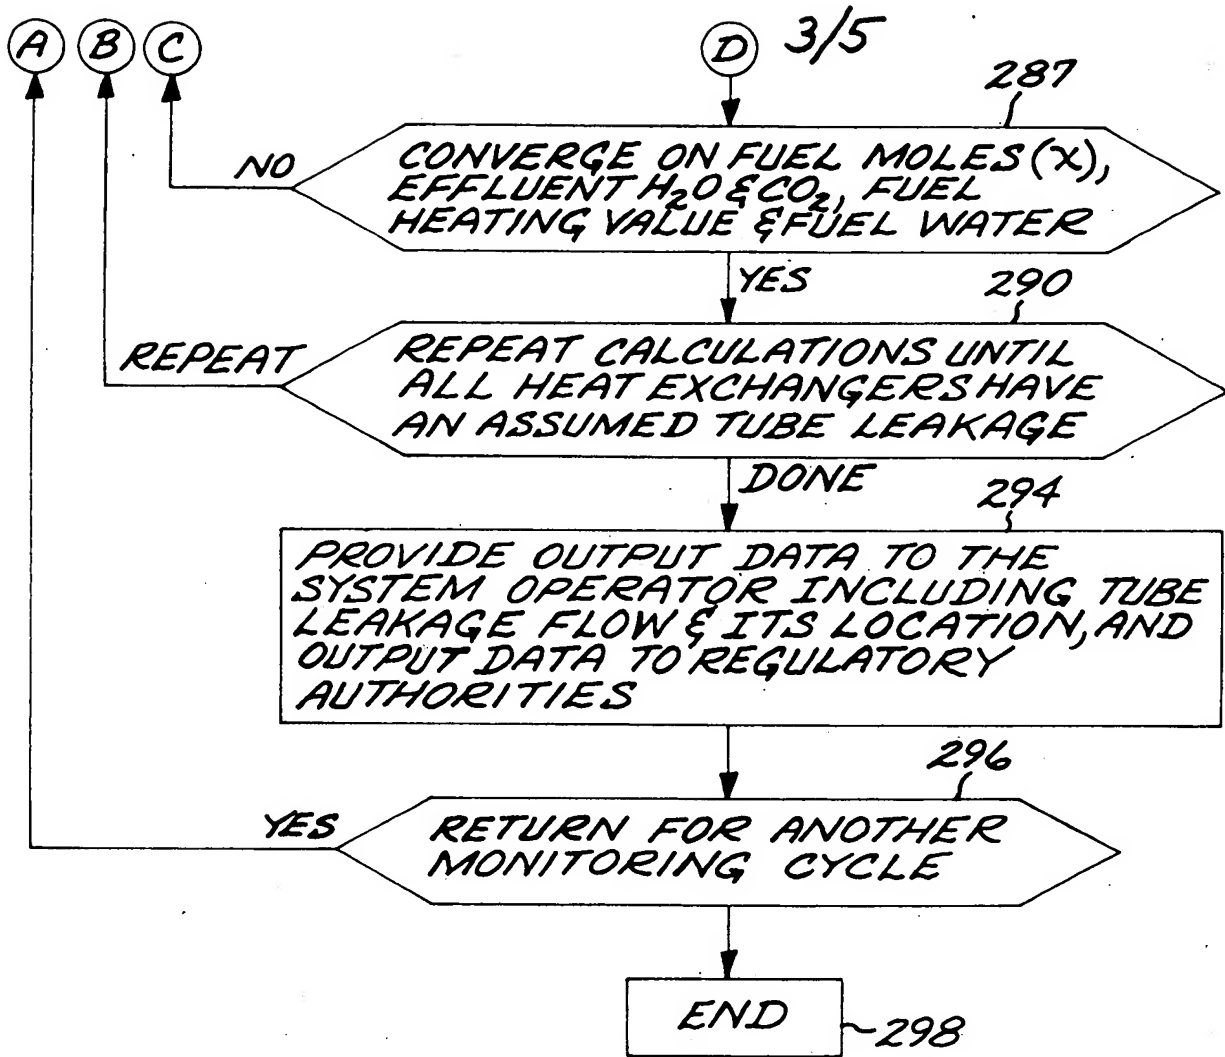 A B C D 3/5
287
NO CONVERGE ON FUEL MOLES (x),
EFFLUENT H₂O & CO₂, FUEL
HEATING VALUE & FUEL WATER
YES 290
REPEAT REPEAT CALCULATIONS UNTIL
ALL HEAT EXCHANGERS HAVE
AN ASSUMED TUBE LEAKAGE
DONE 294
PROVIDE OUTPUT DATA TO THE
SYSTEM OPERATOR INCLUDING TUBE
LEAKAGE FLOW & ITS LOCATION, AND
OUTPUT DATA TO REGULATORY
AUTHORITIES
296
YES RETURN FOR ANOTHER
MONITORING CYCLE
END 298